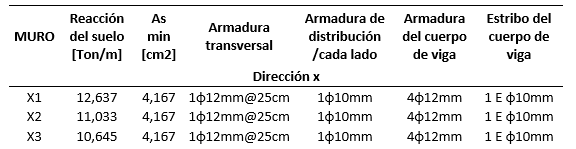 MURO Reacción del suelo [Ton/m] As min [cm2] Armadura transversal Armadura de distribución /cada lado Armadura del cuerpo de viga Estribo del cuerpo de viga
Dirección x
X1 12,637 4,167 1ϕ12mm@25cm 1ϕ10mm 4ϕ12mm 1 E ϕ10mm
X2 11,033 4,167 1ϕ12mm@25cm 1ϕ10mm 4ϕ12mm 1 E ϕ10mm
X3 10,645 4,167 1ϕ12mm@25cm 1ϕ10mm 4ϕ12mm 1 E ϕ10mm